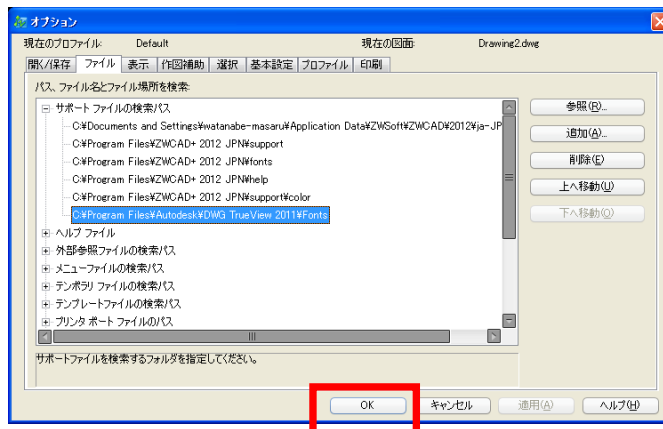 オプション
現在のプロファイル: Default 現在の図面: Drawing2.dwg
開く/保存 ファイル 表示 作図補助 選択 基本設定 プロファイル 印刷
パス、ファイル名とファイル場所を検索:
サポート ファイルの検索パス
C:¥Documents and Settings¥watanabe-masaru¥Application Data¥ZWSoft¥ZWCAD¥2012¥ja-JP
C:¥Program Files¥ZWCAD+ 2012 JPN¥support
C:¥Program Files¥ZWCAD+ 2012 JPN¥fonts
C:¥Program Files¥ZWCAD+ 2012 JPN¥help
C:¥Program Files¥ZWCAD+ 2012 JPN¥support¥color
C:¥Program Files¥Autodesk¥DWG TrueView 2011¥Fonts
ヘルプ ファイル
外部参照ファイルの検索パス
メニューファイルの検索パス
テンポラリ ファイルの検索パス
テンプレートファイルの検索パス
プリンタ ポート ファイルのパス
参照(R)...
追加(A)...
削除(E)
上へ移動(U)
下へ移動(O)
サポートファイルを検索するフォルダを指定してください。
OK キャンセル 適用(A) ヘルプ(H)